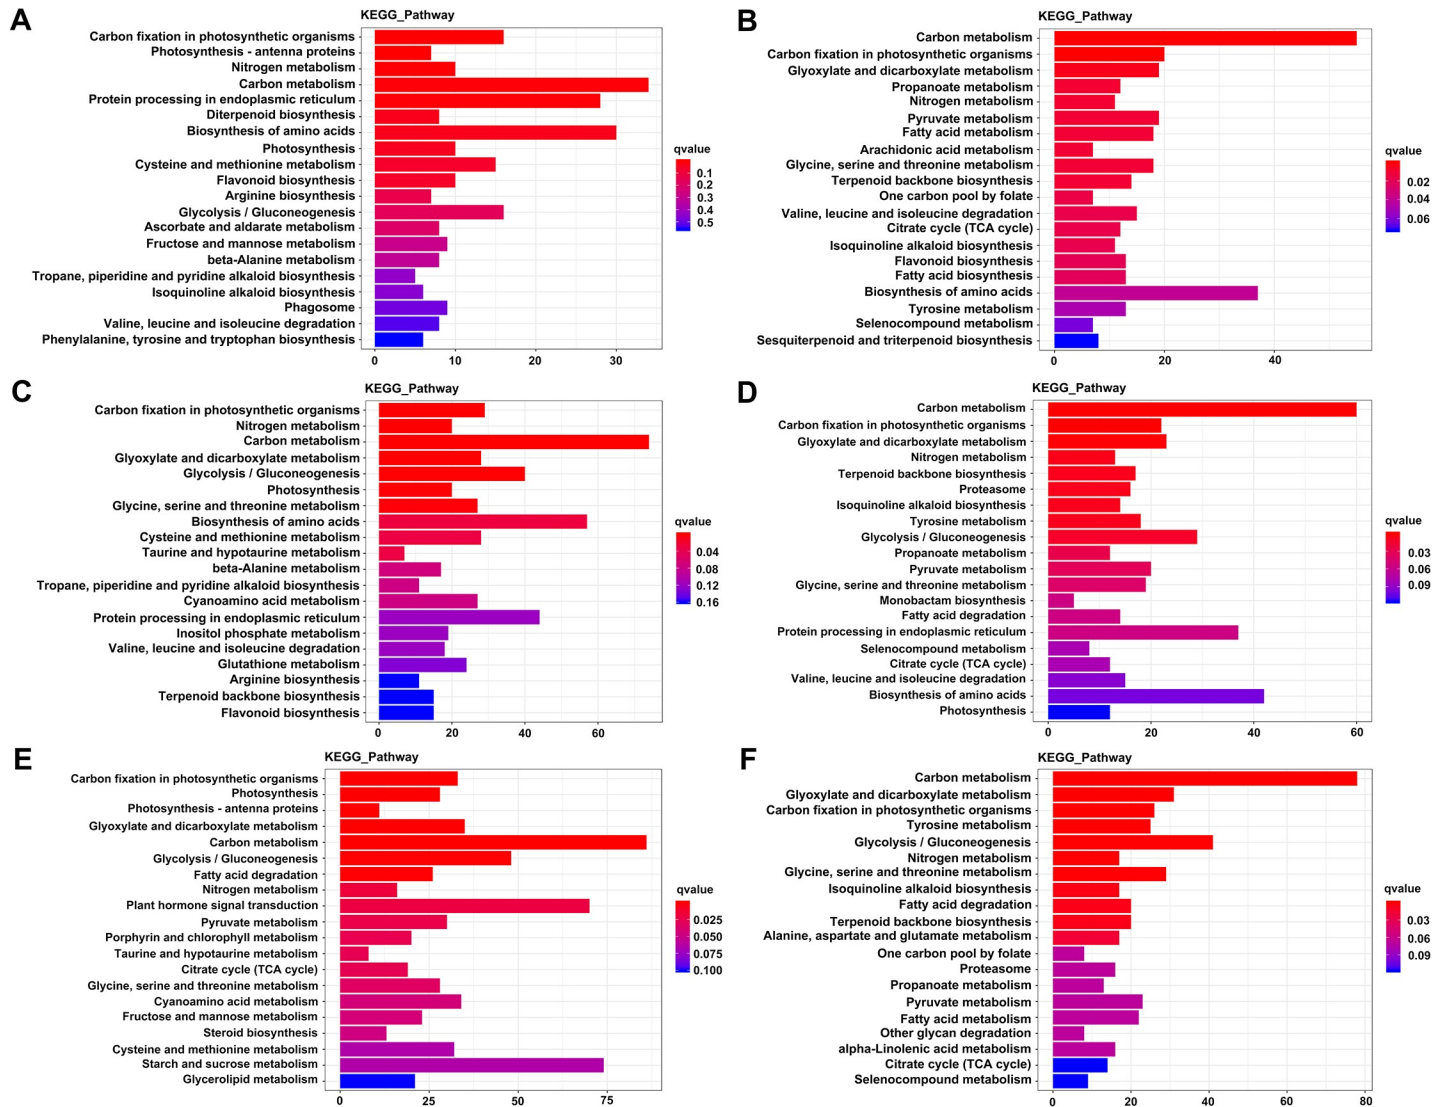 A
KEGG_Pathway
Carbon fixation in photosynthetic organisms
Photosynthesis - antenna proteins
Nitrogen metabolism
Carbon metabolism
Protein processing in endoplasmic reticulum
Diterpenoid biosynthesis
Biosynthesis of amino acids
Photosynthesis
Cysteine and methionine metabolism
Flavonoid biosynthesis
Arginine biosynthesis
Glycolysis / Gluconeogenesis
Ascorbate and aldarate metabolism
Fructose and mannose metabolism
beta-Alanine metabolism
Tropane, piperidine and pyridine alkaloid biosynthesis
Isoquinoline alkaloid biosynthesis
Phagosome
Valine, leucine and isoleucine degradation
Phenylalanine, tyrosine and tryptophan biosynthesis
0 10 20 30
qvalue
0.1
0.2
0.3
0.4
0.5
B
KEGG_Pathway
Carbon metabolism
Carbon fixation in photosynthetic organisms
Glyoxylate and dicarboxylate metabolism
Propanoate metabolism
Nitrogen metabolism
Pyruvate metabolism
Fatty acid metabolism
Arachidonic acid metabolism
Glycine, serine and threonine metabolism
Terpenoid backbone biosynthesis
One carbon pool by folate
Valine, leucine and isoleucine degradation
Citrate cycle (TCA cycle)
Isoquinoline alkaloid biosynthesis
Flavonoid biosynthesis
Fatty acid biosynthesis
Biosynthesis of amino acids
Tyrosine metabolism
Selenocompound metabolism
Sesquiterpenoid and triterpenoid biosynthesis
0 20 40
qvalue
0.02
0.04
0.06
C
KEGG_Pathway
Carbon fixation in photosynthetic organisms
Nitrogen metabolism
Carbon metabolism
Glyoxylate and dicarboxylate metabolism
Glycolysis / Gluconeogenesis
Photosynthesis
Glycine, serine and threonine metabolism
Biosynthesis of amino acids
Cysteine and methionine metabolism
Taurine and hypotaurine metabolism
beta-Alanine metabolism
Tropane, piperidine and pyridine alkaloid biosynthesis
Cyanoamino acid metabolism
Protein processing in endoplasmic reticulum
Inositol phosphate metabolism
Valine, leucine and isoleucine degradation
Glutathione metabolism
Arginine biosynthesis
Terpenoid backbone biosynthesis
Flavonoid biosynthesis
0 20 40 60
qvalue
0.04
0.08
0.12
0.16
D
KEGG_Pathway
Carbon metabolism
Carbon fixation in photosynthetic organisms
Glyoxylate and dicarboxylate metabolism
Nitrogen metabolism
Terpenoid backbone biosynthesis
Proteasome
Isoquinoline alkaloid biosynthesis
Tyrosine metabolism
Glycolysis / Gluconeogenesis
Propanoate metabolism
Pyruvate metabolism
Glycine, serine and threonine metabolism
Monobactam biosynthesis
Fatty acid degradation
Protein processing in endoplasmic reticulum
Selenocompound metabolism
Citrate cycle (TCA cycle)
Valine, leucine and isoleucine degradation
Biosynthesis of amino acids
Photosynthesis
0 20 40 60
qvalue
0.03
0.06
0.09
E
KEGG_Pathway
Carbon fixation in photosynthetic organisms
Photosynthesis
Photosynthesis - antenna proteins
Glyoxylate and dicarboxylate metabolism
Carbon metabolism
Glycolysis / Gluconeogenesis
Fatty acid degradation
Nitrogen metabolism
Plant hormone signal transduction
Pyruvate metabolism
Porphyrin and chlorophyll metabolism
Taurine and hypotaurine metabolism
Citrate cycle (TCA cycle)
Glycine, serine and threonine metabolism
Cyanoamino acid metabolism
Fructose and mannose metabolism
Steroid biosynthesis
Cysteine and methionine metabolism
Starch and sucrose metabolism
Glycerolipid metabolism
0 25 50 75
qvalue
0.025
0.050
0.075
0.100
F
KEGG_Pathway
Carbon metabolism
Glyoxylate and dicarboxylate metabolism
Carbon fixation in photosynthetic organisms
Tyrosine metabolism
Glycolysis / Gluconeogenesis
Nitrogen metabolism
Glycine, serine and threonine metabolism
Isoquinoline alkaloid biosynthesis
Fatty acid degradation
Terpenoid backbone biosynthesis
Alanine, aspartate and glutamate metabolism
One carbon pool by folate
Proteasome
Propanoate metabolism
Pyruvate metabolism
Fatty acid metabolism
Other glycan degradation
alpha-Linolenic acid metabolism
Citrate cycle (TCA cycle)
Selenocompound metabolism
0 20 40 60 80
qvalue
0.03
0.06
0.09